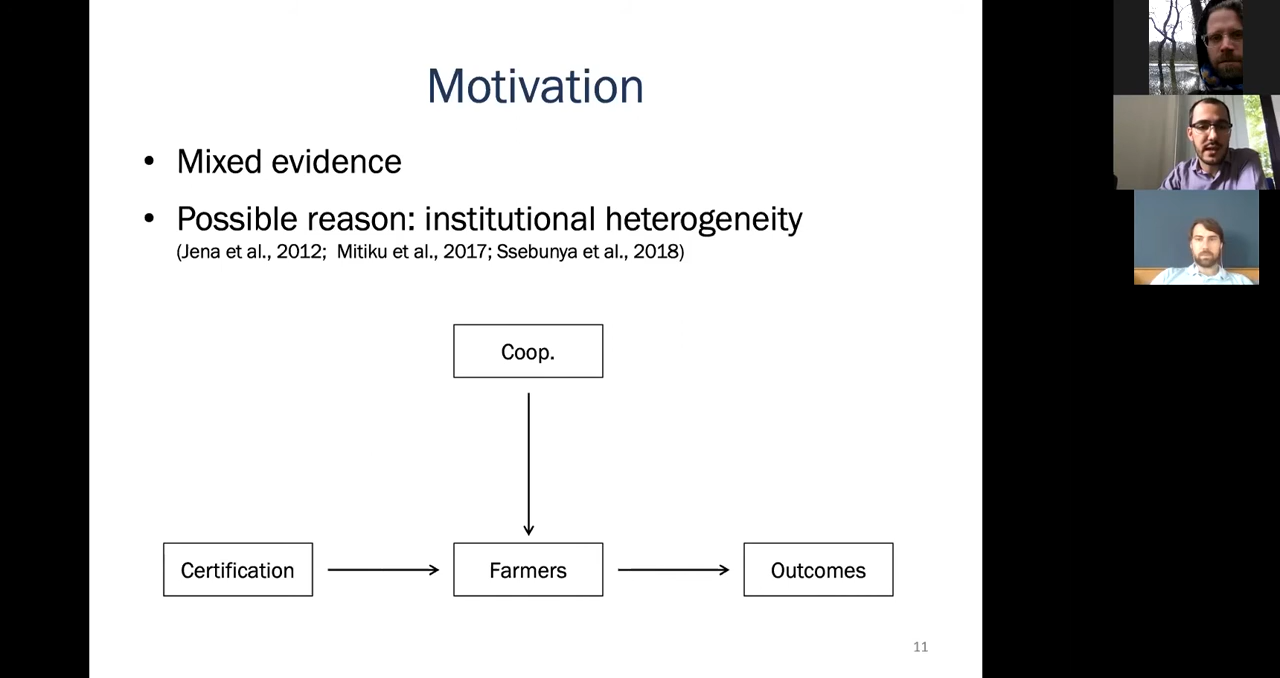 Motivation
• Mixed evidence
• Possible reason: institutional heterogeneity
(Jena et al., 2012; Mitiku et al., 2017; Ssebunya et al., 2018)
Coop.
Certification
Farmers
Outcomes
11